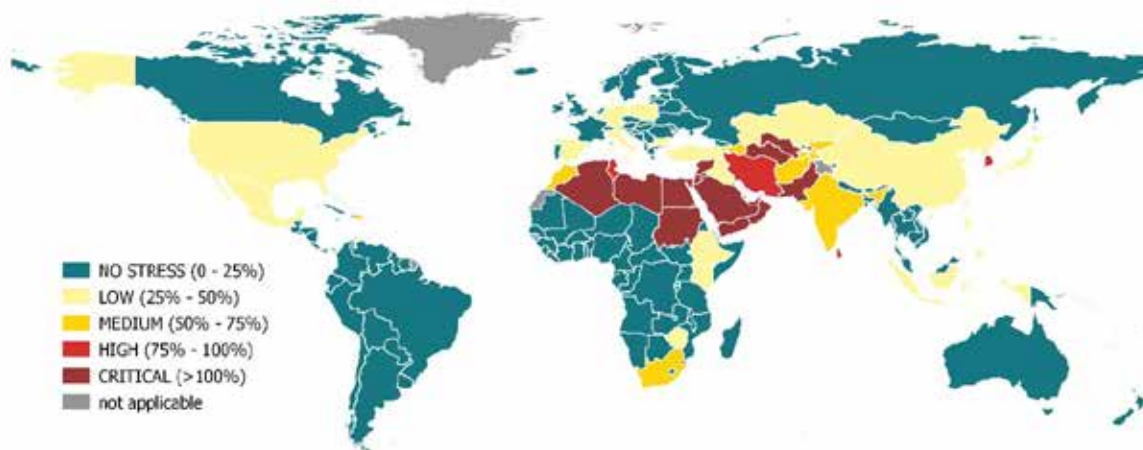 NO STRESS (0 - 25%)
LOW (25% - 50%)
MEDIUM (50% - 75%)
HIGH (75% - 100%)
CRITICAL (>100%)
not applicable